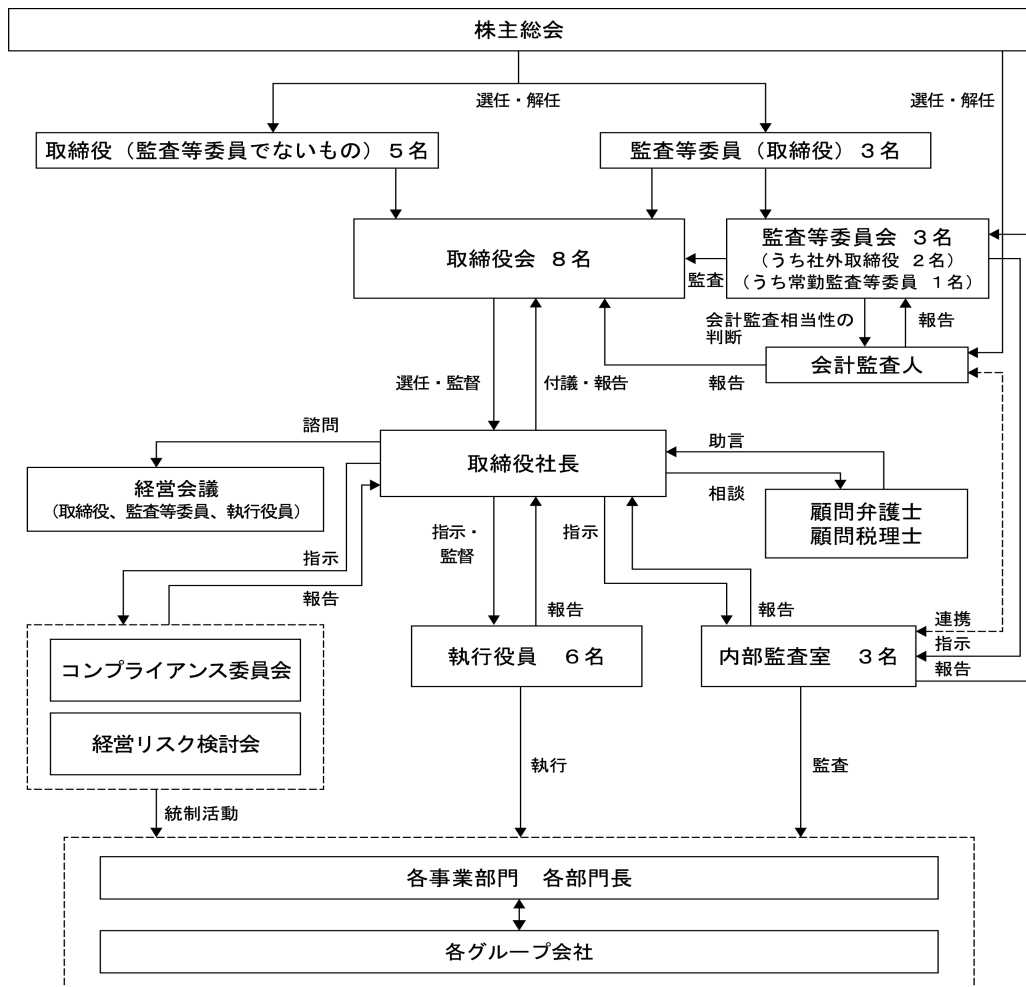 株主総会
選任・解任
選任・解任
取締役（監査等委員でないもの）５名
監査等委員（取締役）３名
取締役会　８名
監査
監査等委員会　３名
（うち社外取締役　２名）
（うち常勤監査等委員　１名）
会計監査相当性の
判断
報告
会計監査人
選任・監督
付議・報告
報告
諮問
取締役社長
助言
相談
経営会議
（取締役、監査等委員、執行役員）
顧問弁護士
顧問税理士
指示
報告
指示・
監督
報告
指示
報告
連携
指示
報告
コンプライアンス委員会
経営リスク検討会
執行役員　６名
内部監査室　３名
統制活動
執行
監査
各事業部門　各部門長
各グループ会社